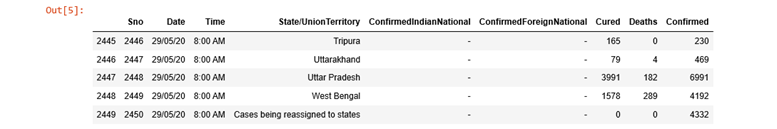 Out[5]:
Sno Date Time State/UnionTerritory ConfirmedIndianNational ConfirmedForeignNational Cured Deaths Confirmed
2445 2446 29/05/20 8:00 AM Tripura - - 165 0 230
2446 2447 29/05/20 8:00 AM Uttarakhand - - 79 4 469
2447 2448 29/05/20 8:00 AM Uttar Pradesh - - 3991 182 6991
2448 2449 29/05/20 8:00 AM West Bengal - - 1578 289 4192
2449 2450 29/05/20 8:00 AM Cases being reassigned to states - - 0 0 4332